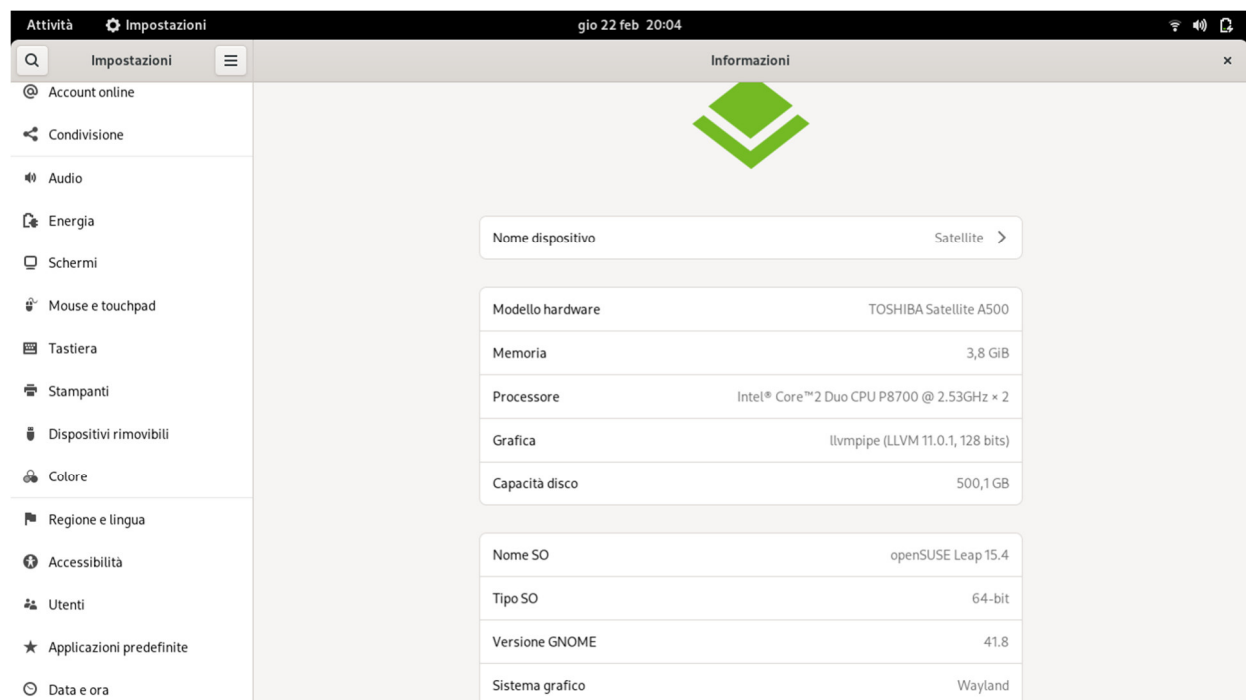 Attività Impostazioni gio 22 feb 20:04
Impostazioni Informazioni
Account online
Condivisione
Audio
Energia
Schermi
Mouse e touchpad
Tastiera
Stampanti
Dispositivi rimovibili
Colore
Regione e lingua
Accessibilità
Utenti
Applicazioni predefinite
Data e ora
Nome dispositivo Satellite
Modello hardware TOSHIBA Satellite A500
Memoria 3,8 GiB
Processore Intel® Core™2 Duo CPU P8700 @ 2.53GHz × 2
Grafica llvmpipe (LLVM 11.0.1, 128 bits)
Capacità disco 500,1 GB
Nome SO openSUSE Leap 15.4
Tipo SO 64-bit
Versione GNOME 41.8
Sistema grafico Wayland